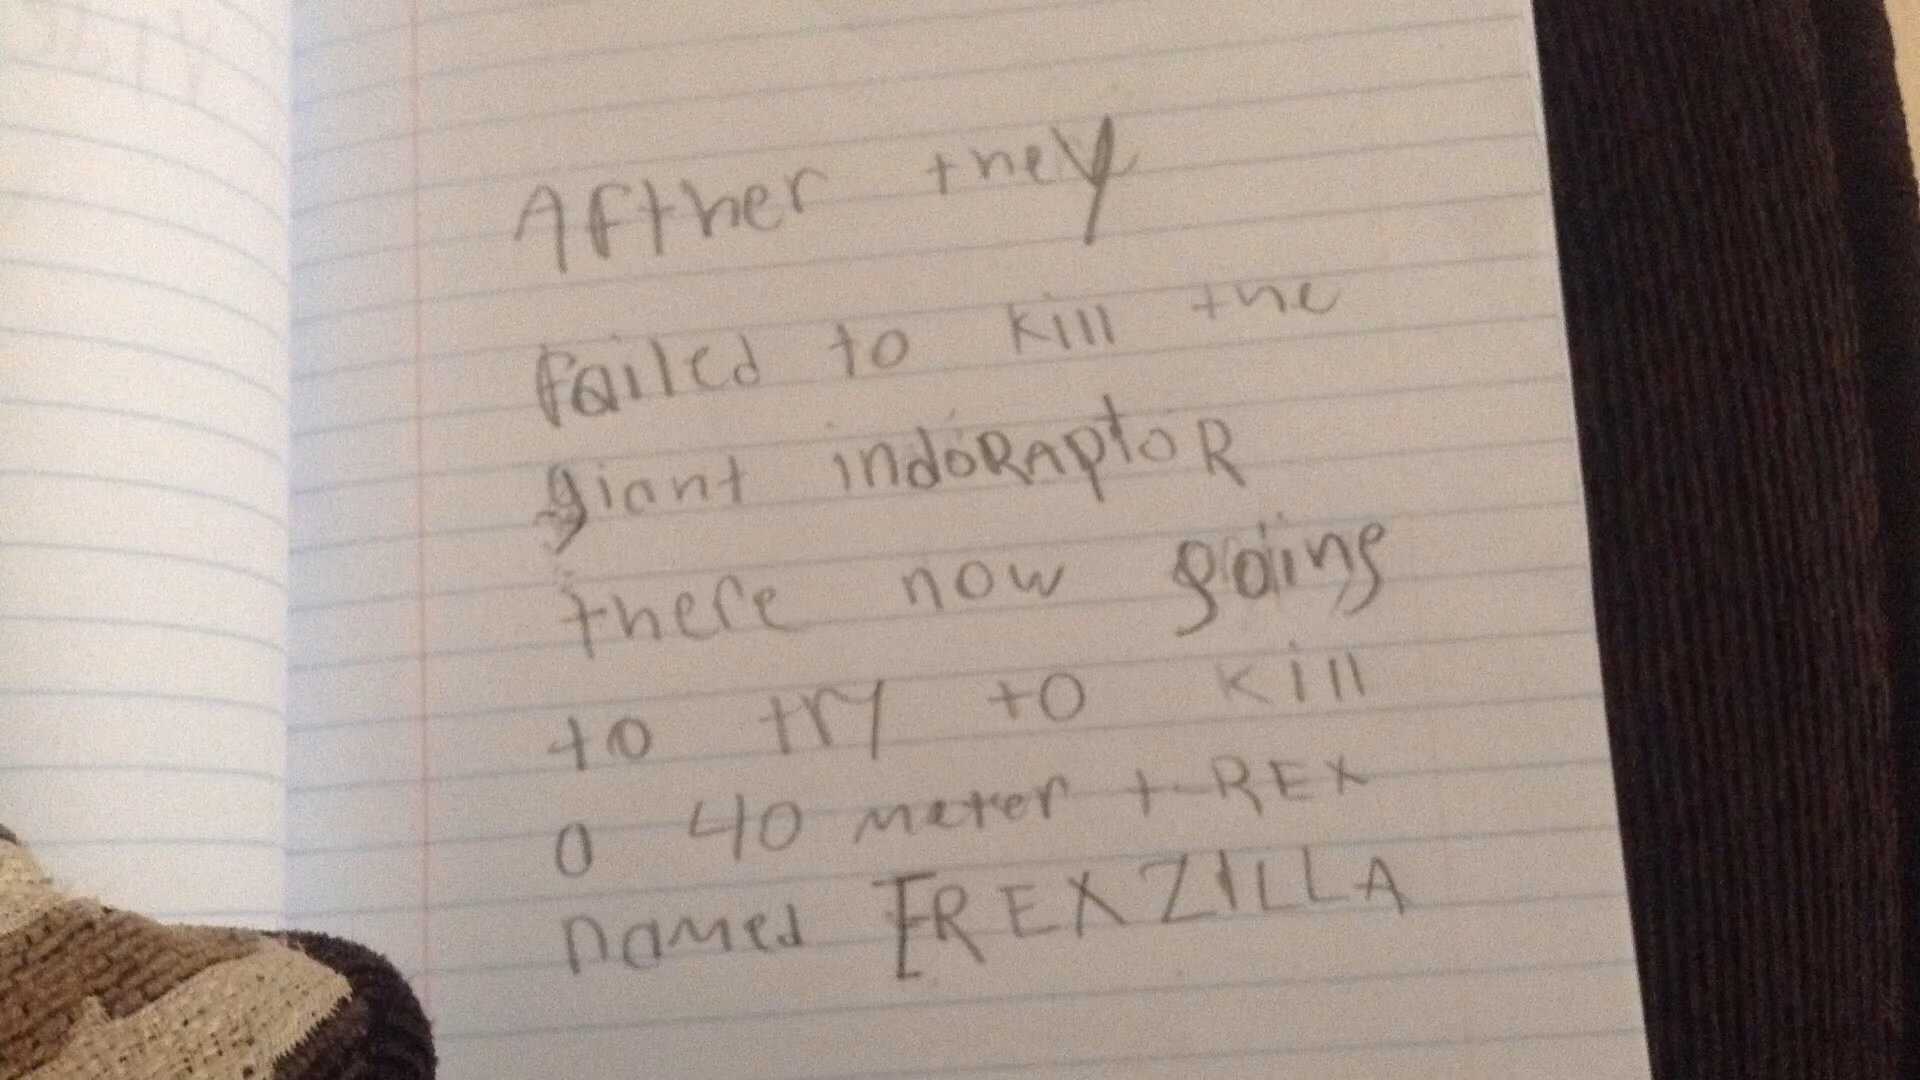 Afther they
failed to kill the
giant indoRAptoR
there now going
to try to kill
a 40 meter t-REX
named TREXZILLA